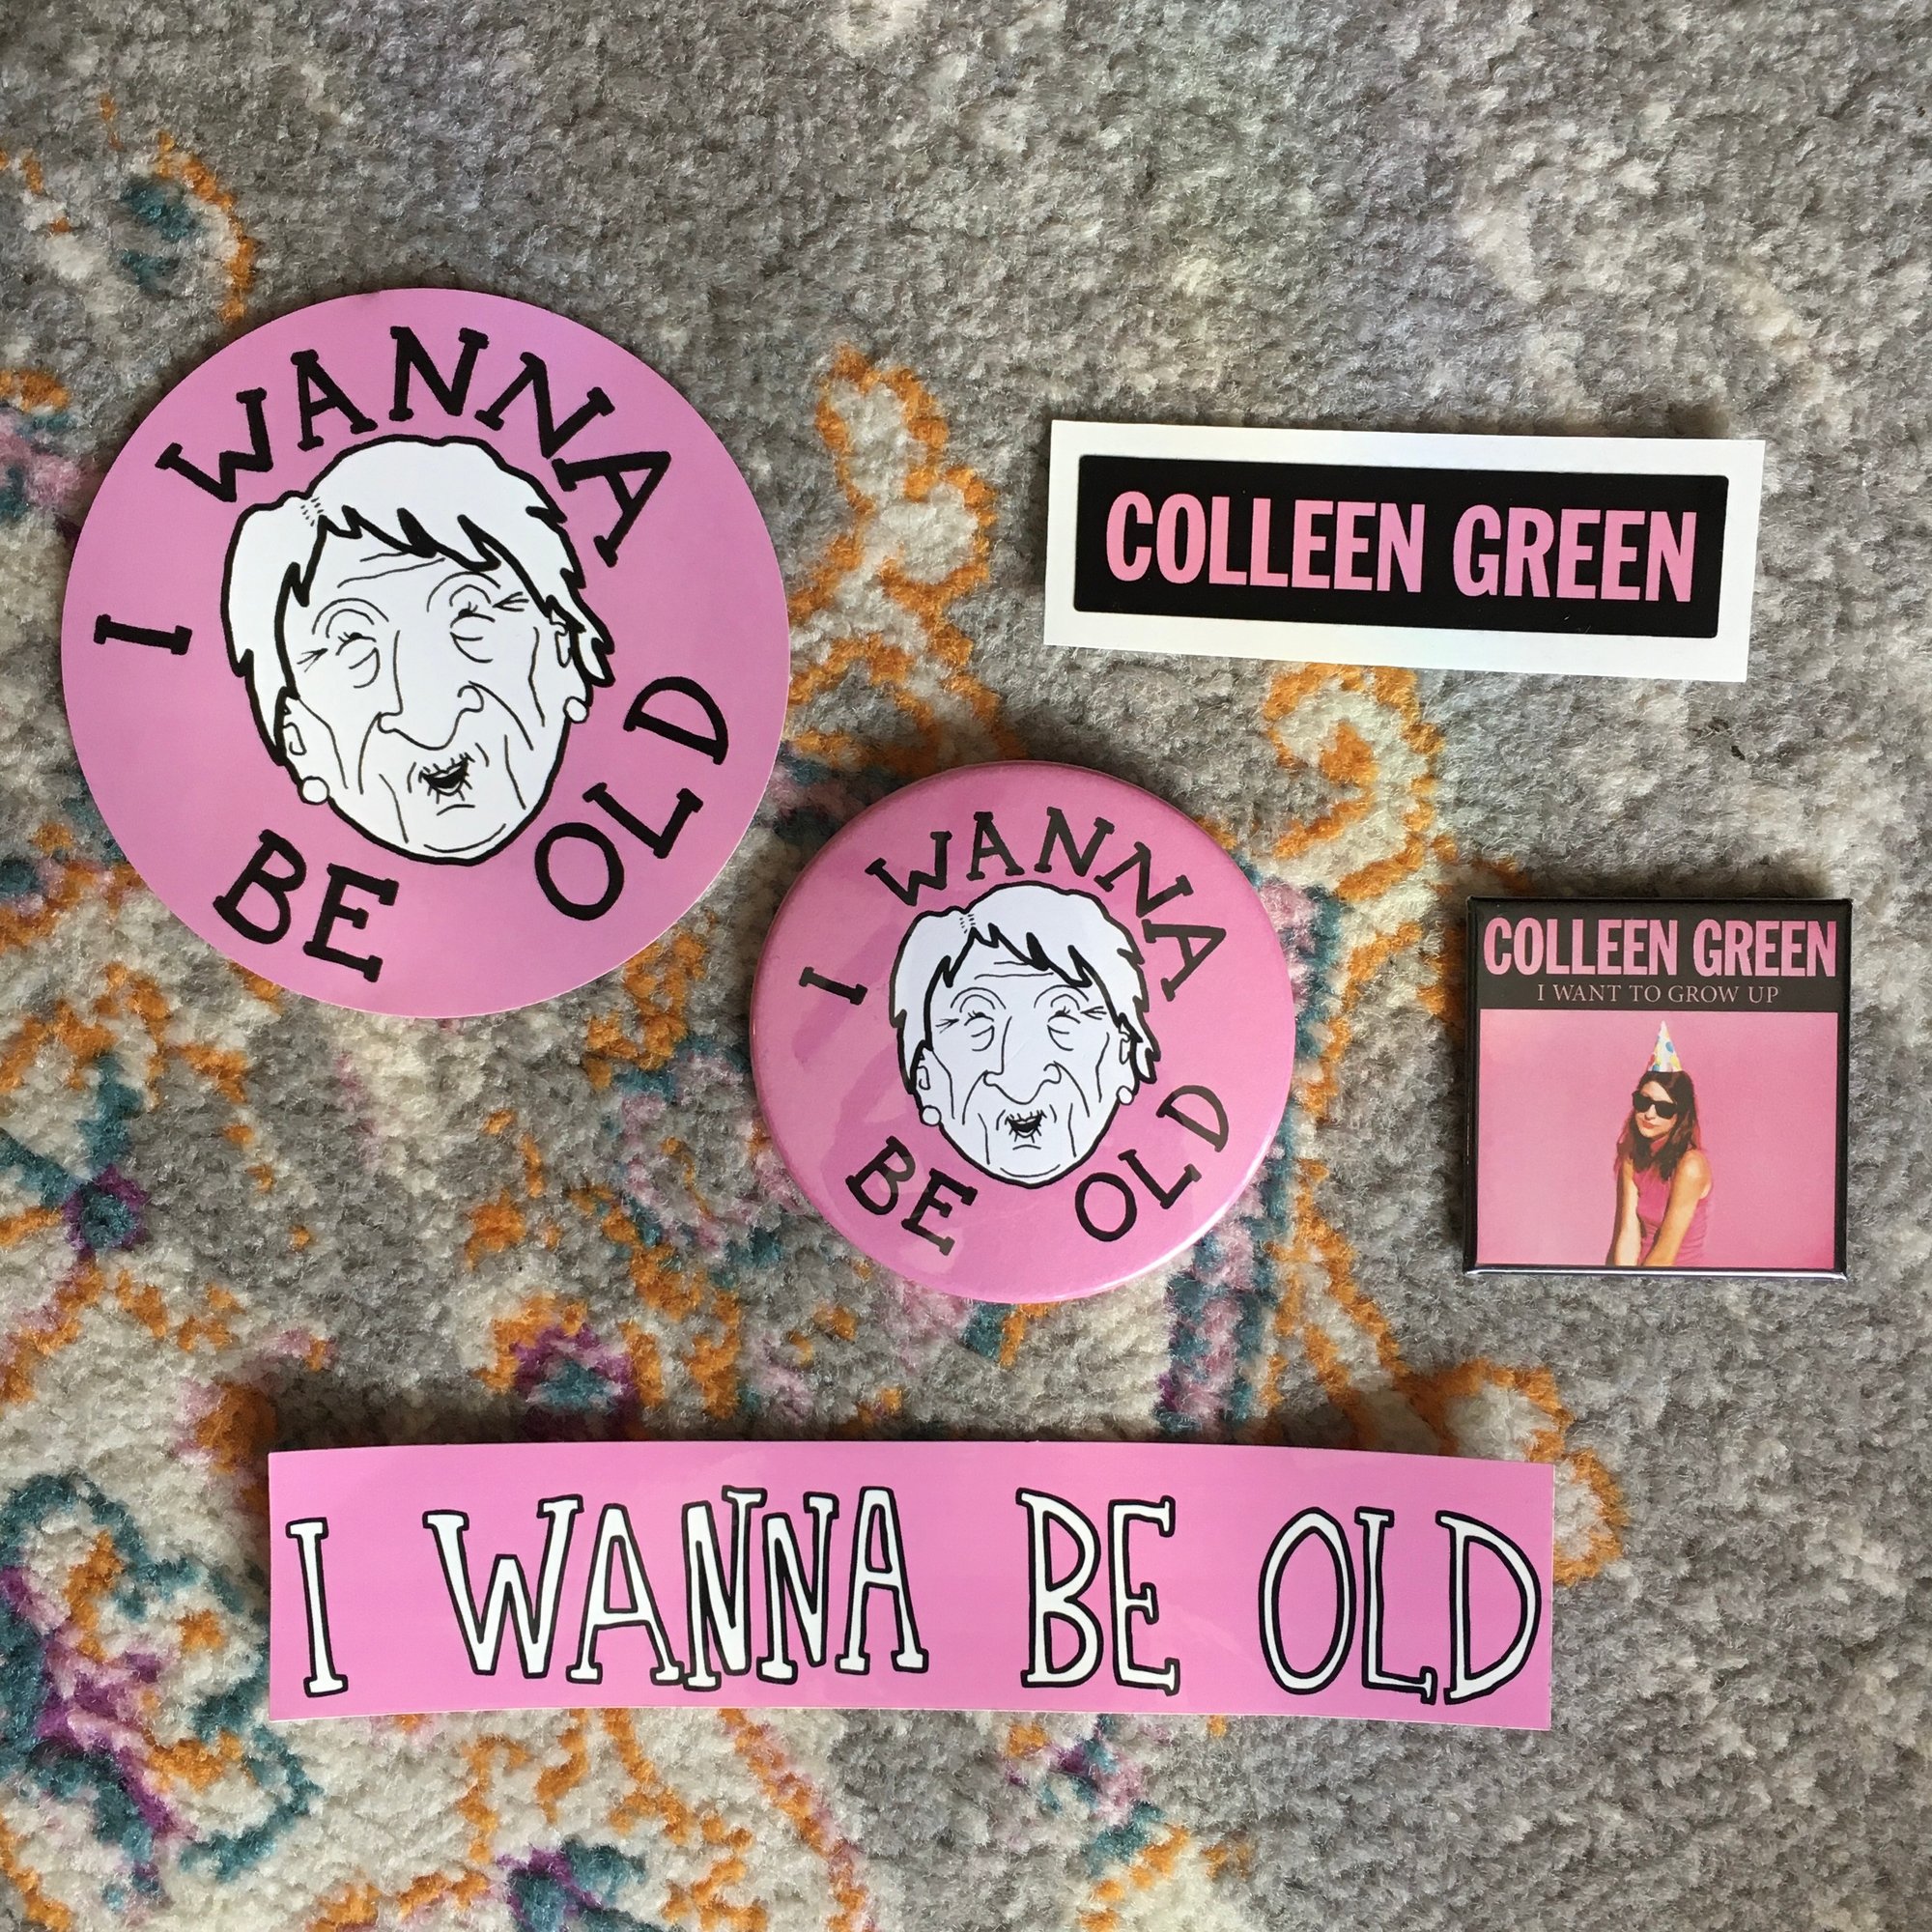 I WANNA
BE OLD
COLLEEN GREEN
I WANNA
BE OLD
COLLEEN GREEN
I WANT TO GROW UP
I WANNA BE OLD